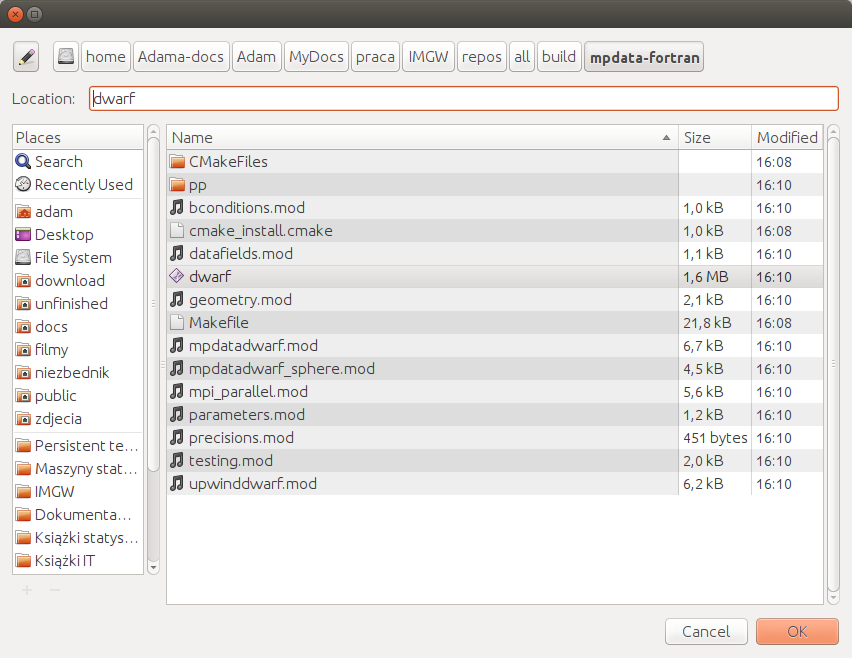 home Adama-docs Adam MyDocs praca IMGW repos all build mpdata-fortran
Location: dwarf
Places
Search
Recently Used
adam
Desktop
File System
download
unfinished
docs
filmy
niezbednik
public
zdjecia
Persistent te...
Maszyny stat...
IMGW
Dokumenta...
Książki statys...
Książki IT
Name Size Modified
CMakeFiles 16:08
pp 16:10
bconditions.mod 1,0 kB 16:10
cmake_install.cmake 1,0 kB 16:08
datafields.mod 1,1 kB 16:10
dwarf 1,6 MB 16:10
geometry.mod 2,1 kB 16:10
Makefile 21,8 kB 16:08
mpdatadwarf.mod 6,7 kB 16:10
mpdatadwarf_sphere.mod 4,5 kB 16:10
mpi_parallel.mod 5,6 kB 16:10
parameters.mod 1,2 kB 16:10
precisions.mod 451 bytes 16:10
testing.mod 2,0 kB 16:10
upwinddwarf.mod 6,2 kB 16:10
Cancel OK